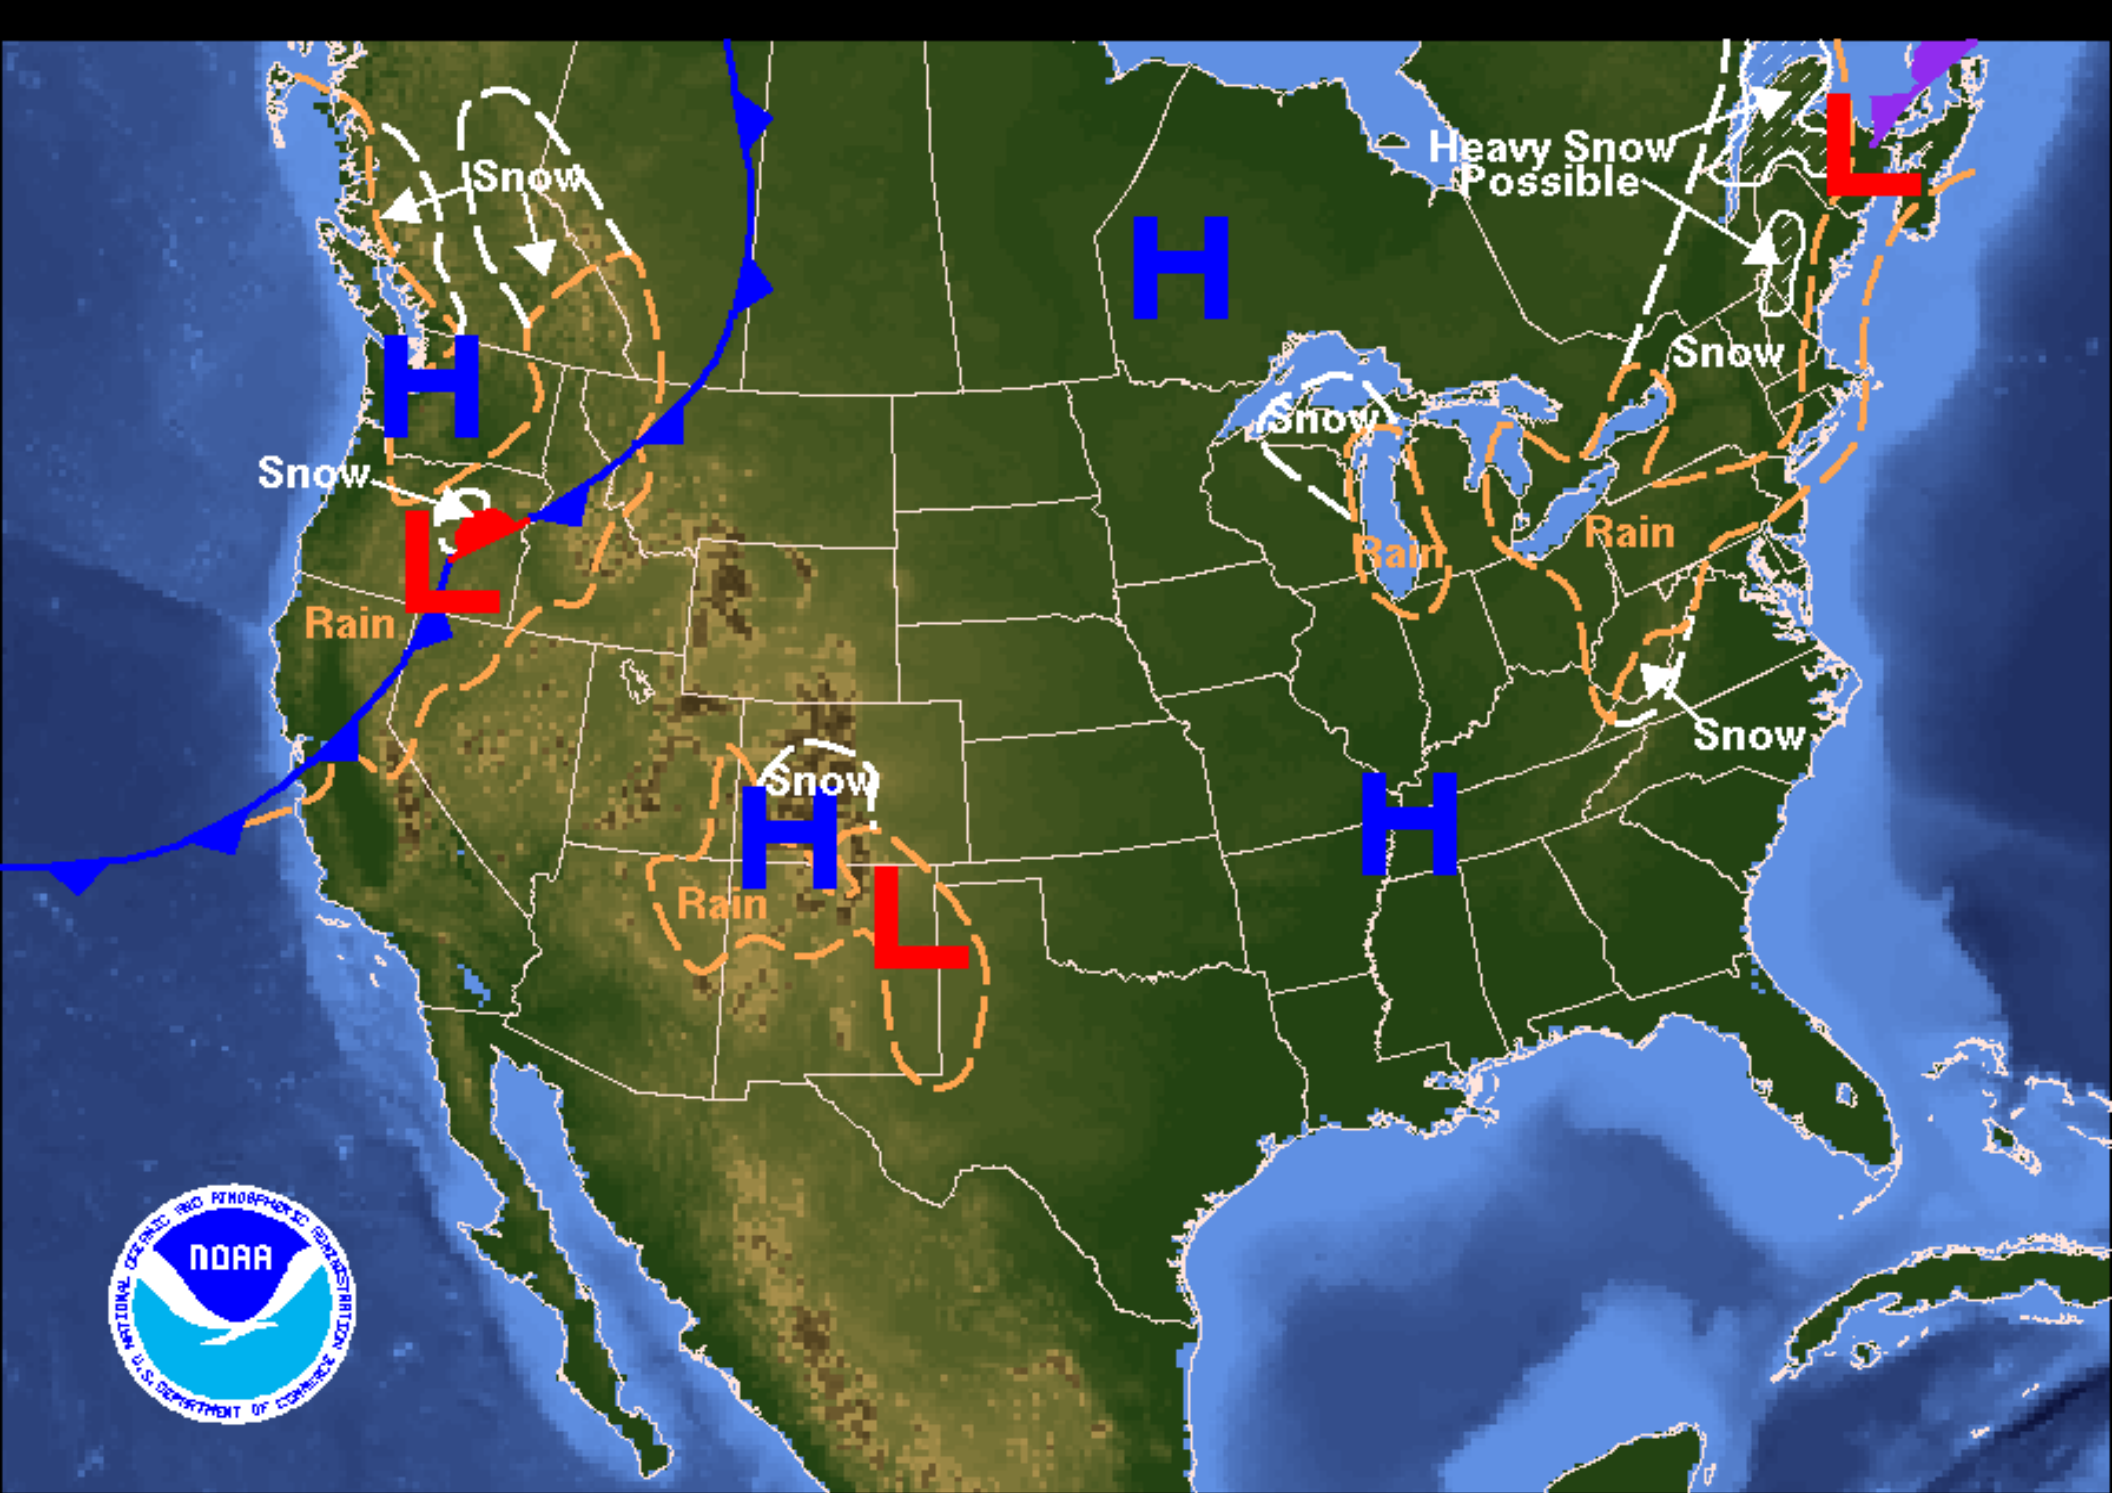 Heavy Snow
Possible
Snow
H
L
H
Snow
Snow
Snow
H
Snow
L
Rain
Rain
Rain
Snow
Snow
H
H
Rain
L
NOAA
NATIONAL OCEANIC AND ATMOSPHERIC ADMINISTRATION
U.S. DEPARTMENT OF COMMERCE